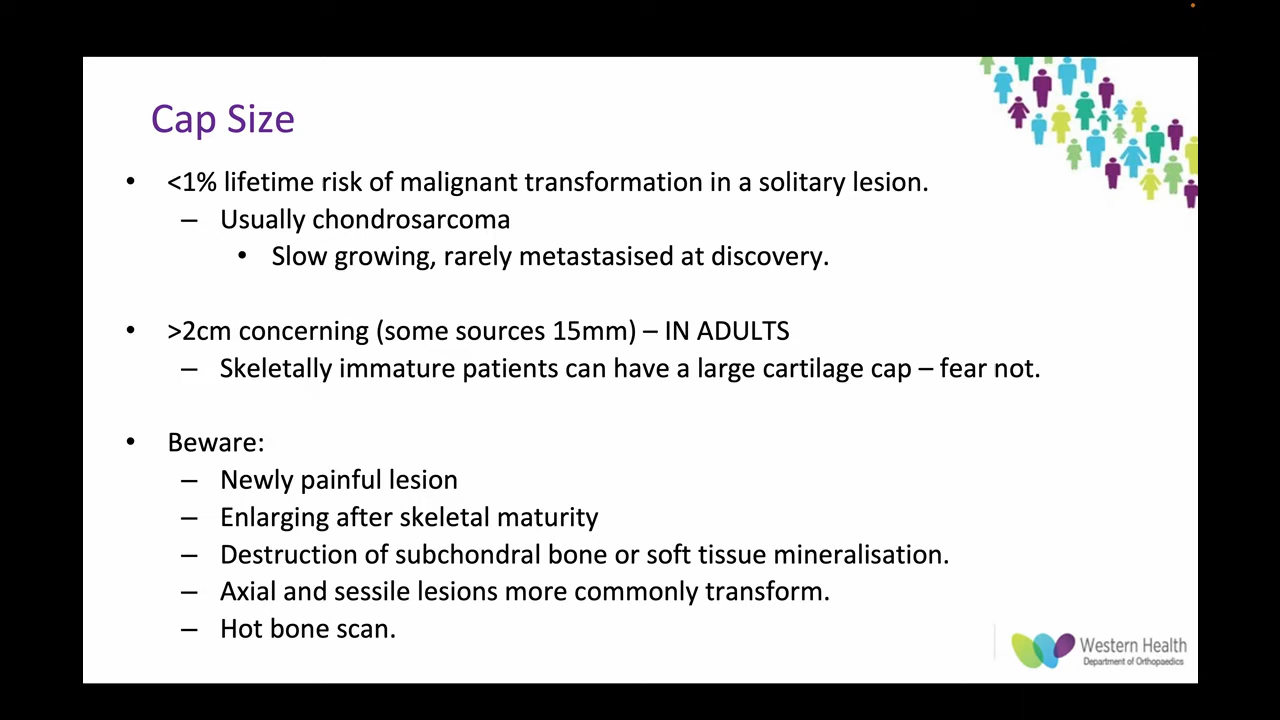 Cap Size
• <1% lifetime risk of malignant transformation in a solitary lesion.
– Usually chondrosarcoma
• Slow growing, rarely metastasised at discovery.
• >2cm concerning (some sources 15mm) – IN ADULTS
– Skeletally immature patients can have a large cartilage cap – fear not.
• Beware:
– Newly painful lesion
– Enlarging after skeletal maturity
– Destruction of subchondral bone or soft tissue mineralisation.
– Axial and sessile lesions more commonly transform.
– Hot bone scan.
Western Health
Department of Orthopaedics